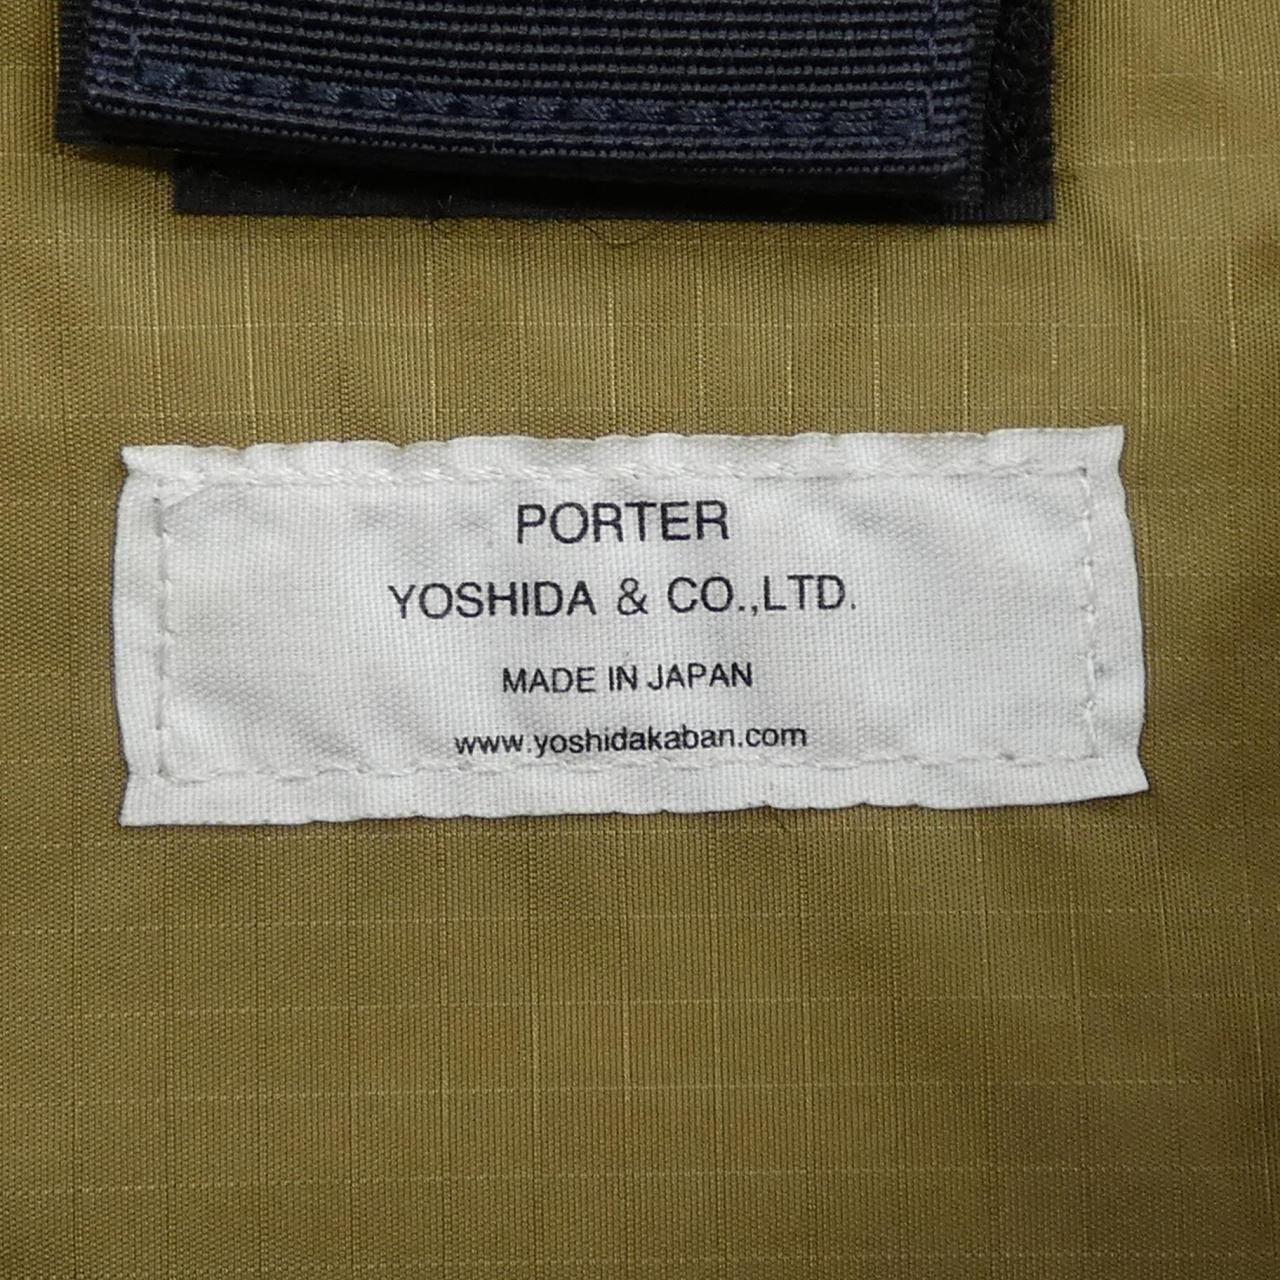 PORTER
YOSHIDA & CO.,LTD.
MADE IN JAPAN
www.yoshidakaban.com